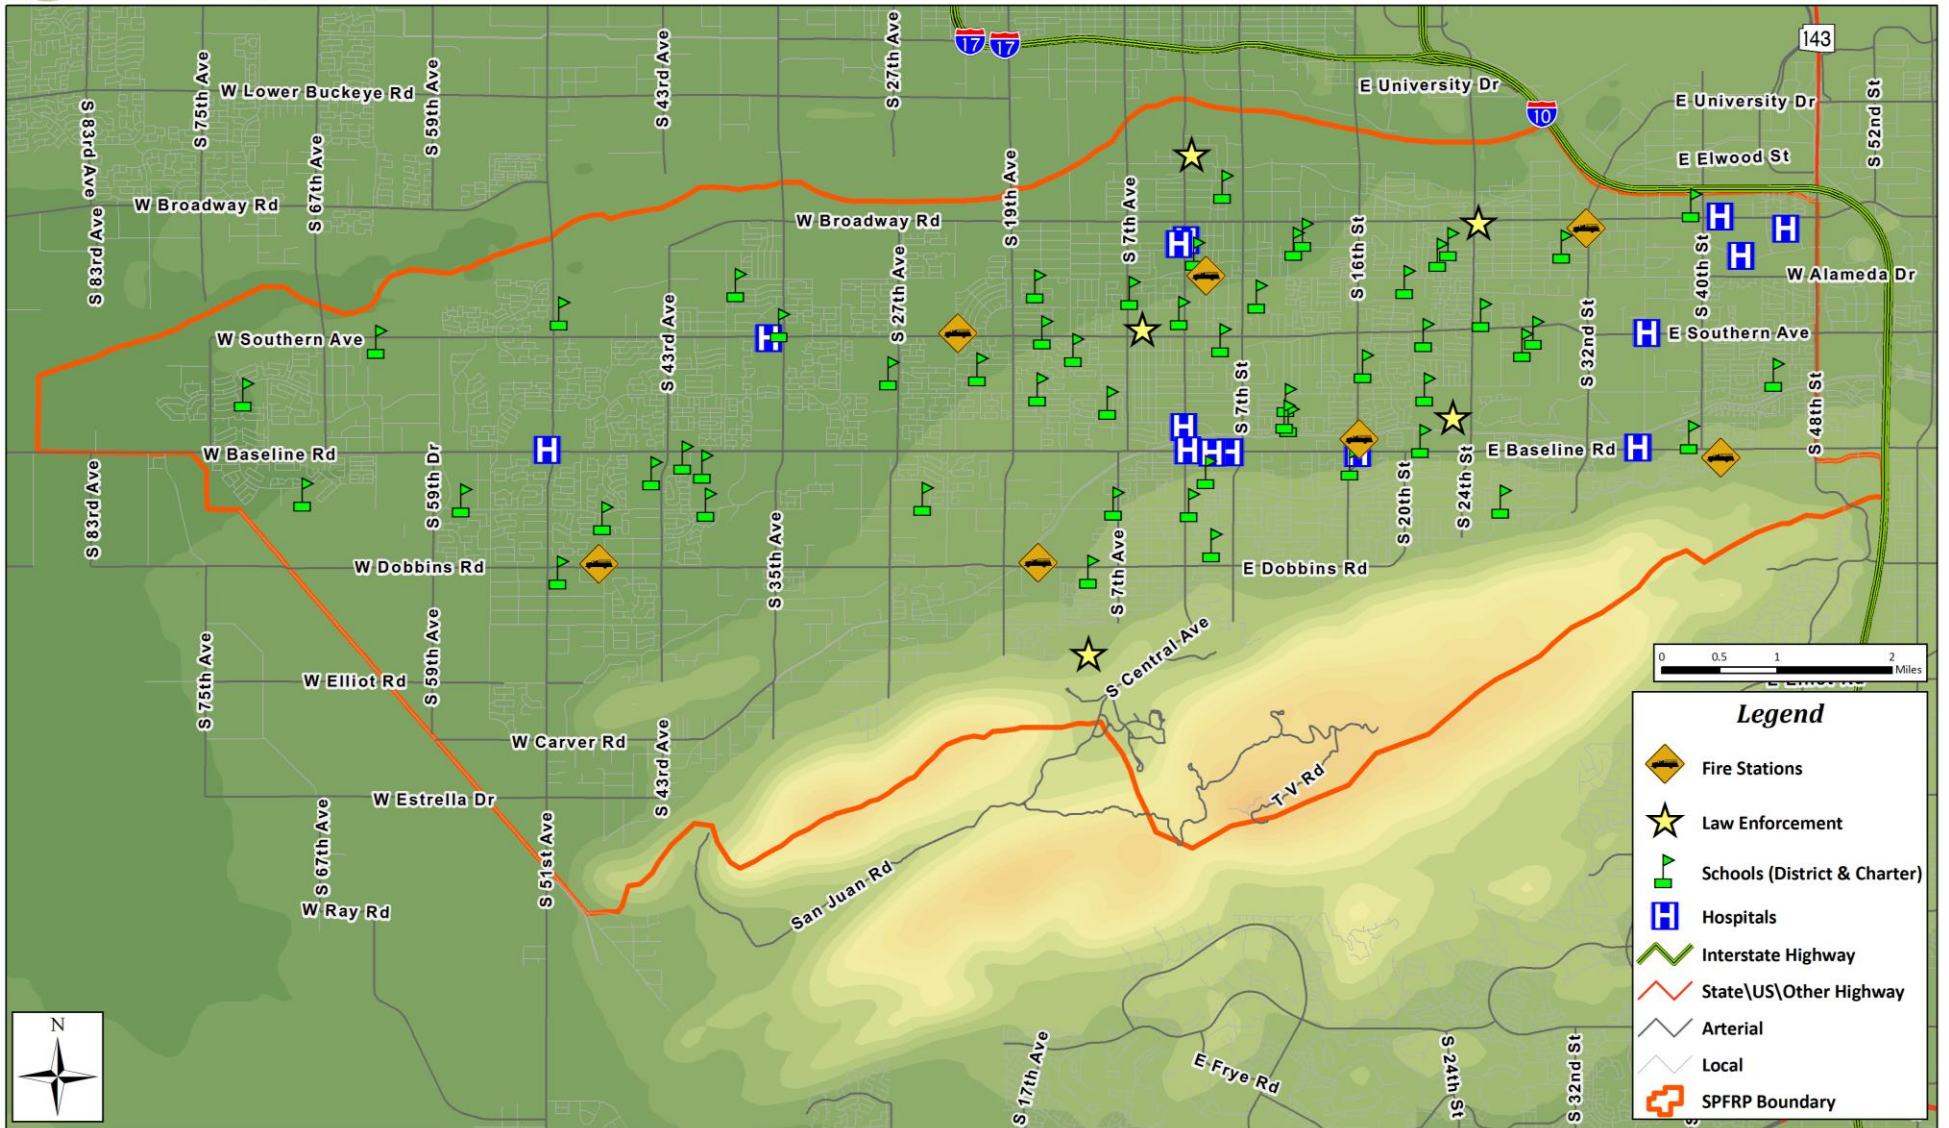 17
17
143
10
S 83rd Ave
S 75th Ave
W Lower Buckeye Rd
S 59th Ave
S 43rd Ave
S 27th Ave
E University Dr
E University Dr
S 52nd St
E Elwood St
S 67th Ave
W Broadway Rd
S 83rd Ave
W Broadway Rd
S 19th Ave
S 7th Ave
S 16th St
S 40th St
W Alameda Dr
W Southern Ave
S 43rd Ave
S 27th Ave
S 32nd St
E Southern Ave
S 7th St
S 48th St
W Baseline Rd
S 59th Dr
S 83rd Ave
E Baseline Rd
S 20th St
S 24th St
W Dobbins Rd
S 35th Ave
S 7th Ave
E Dobbins Rd
S 75th Ave
S 59th Ave
W Elliot Rd
S Central Ave
E Elliot Rd
W Carver Rd
S 43rd Ave
T V Rd
W Estrella Dr
S 67th Ave
S 51st Ave
San Juan Rd
W Ray Rd
S 17th Ave
E Frye Rd
S 24th St
S 32nd St
H
H
H
H
H
H
H
H
H
H
H
H
H
0 0.5 1 2
Miles
Legend
Fire Stations
Law Enforcement
Schools (District & Charter)
H Hospitals
Interstate Highway
State\US\Other Highway
Arterial
Local
SPFRP Boundary
N